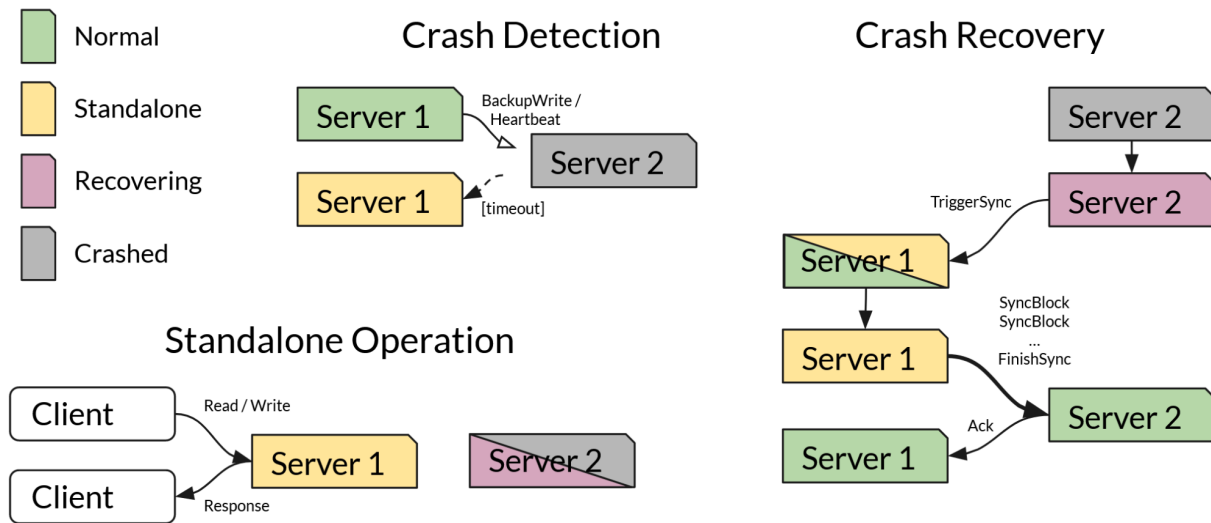 Normal
Standalone
Recovering
Crashed
Crash Detection
Server 1
BackupWrite /
Heartbeat
Server 2
Server 1
[timeout]
Standalone Operation
Client
Read / Write
Server 1
Server 2
Client
Response
Crash Recovery
Server 2
Server 2
TriggerSync
Server 1
SyncBlock
SyncBlock
...
FinishSync
Server 1
Server 2
Ack
Server 1